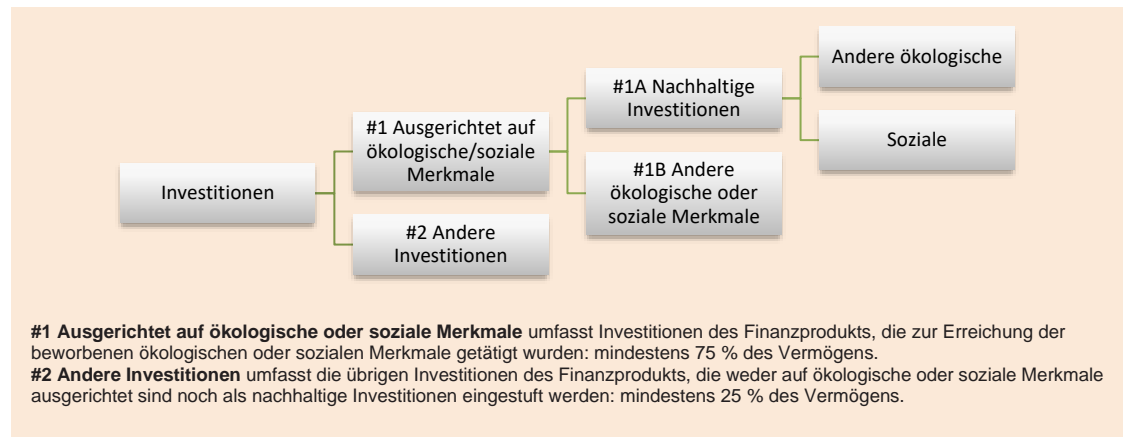 Investitionen
#1 Ausgerichtet auf
ökologische/soziale
Merkmale
#2 Andere
Investitionen
#1A Nachhaltige
Investitionen
#1B Andere
ökologische oder
soziale Merkmale
Andere ökologische
Soziale
#1 Ausgerichtet auf ökologische oder soziale Merkmale umfasst Investitionen des Finanzprodukts, die zur Erreichung der
beworbenen ökologischen oder sozialen Merkmale getätigt wurden: mindestens 75 % des Vermögens.
#2 Andere Investitionen umfasst die übrigen Investitionen des Finanzprodukts, die weder auf ökologische oder soziale Merkmale
ausgerichtet sind noch als nachhaltige Investitionen eingestuft werden: mindestens 25 % des Vermögens.